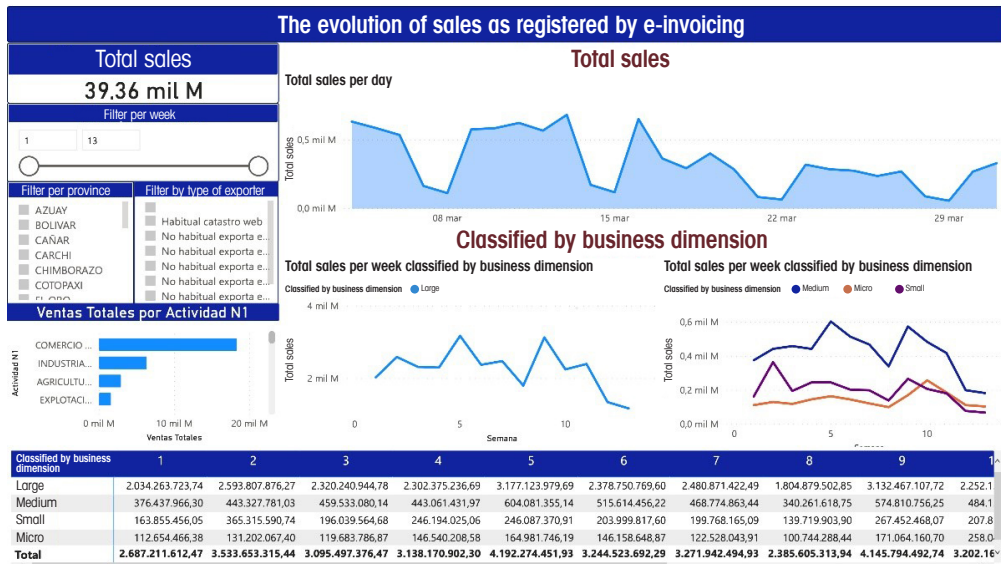 The evolution of sales as registered by e-invoicing
Total sales
39,36 mil M
Filter per week
1 13
Filter per province
AZUAY
BOLIVAR
CAÑAR
CARCHI
CHIMBORAZO
COTOPAXI
EL ORO
Filter by type of exporter
Habitual catastro web
No habitual exporta e...
No habitual exporta e...
No habitual exporta e...
No habitual exporta e...
No habitual exporta e...
Ventas Totales por Actividad N1
Actividad N1
COMERCIO ...
INDUSTRIA...
AGRICULTU...
EXPLOTACI...
0 mil M 10 mil M 20 mil M
Ventas Totales
Total sales
Total sales per day
Total sales
0,5 mil M
0,0 mil M
08 mar 15 mar 22 mar 29 mar
Classified by business dimension
Total sales per week classified by business dimension
Classified by business dimension Large
Total sales
4 mil M
2 mil M
0 5 10
Semana
Total sales per week classified by business dimension
Classified by business dimension Medium Micro Small
Total sales
0,6 mil M
0,4 mil M
0,2 mil M
0,0 mil M
0 5 10
Semana
Classified by business dimension 1 2 3 4 5 6 7 8 9 1
Large 2.034.263.723,74 2.593.807.876,27 2.320.240.944,78 2.302.375.236,69 3.177.123.979,69 2.378.750.769,60 2.480.871.422,49 1.804.879.502,85 3.132.467.107,72 2.252.1
Medium 376.437.966,30 443.327.781,03 459.533.080,14 443.061.431,97 604.081.355,14 515.614.456,22 468.774.863,44 340.261.618,75 574.810.756,25 484.1
Small 163.855.456,05 365.315.590,74 196.039.564,68 246.194.025,06 246.087.370,91 203.999.817,60 199.768.165,09 139.719.903,90 267.452.468,07 207.8
Micro 112.654.466,38 131.202.067,40 119.683.786,87 146.540.208,58 164.981.746,19 146.158.648,87 122.528.043,91 100.744.288,44 171.064.160,70 258.0
Total 2.687.211.612,47 3.533.653.315,44 3.095.497.376,47 3.138.170.902,30 4.192.274.451,93 3.244.523.692,29 3.271.942.494,93 2.385.605.313,94 4.145.794.492,74 3.202.16